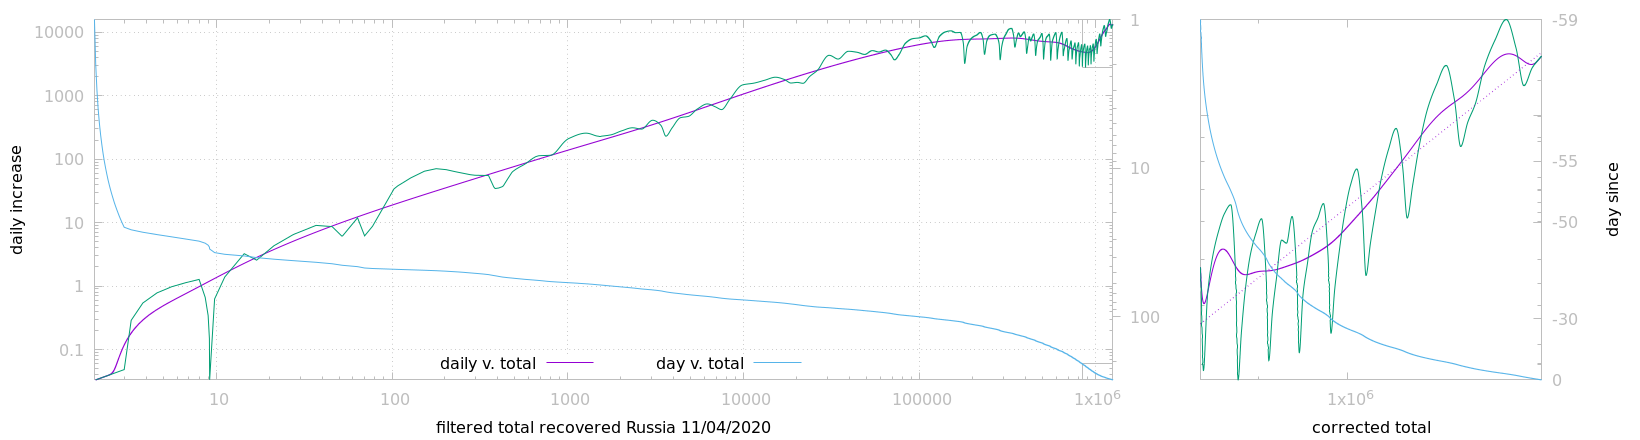 daily increase
10000
1000
100
10
1
0.1
daily v. total
day v. total
10
100
1000
10000
100000
1x10^6
filtered total recovered Russia 11/04/2020
1
10
100
1x10^6
corrected total
-59
-55
-50
-30
0
day since